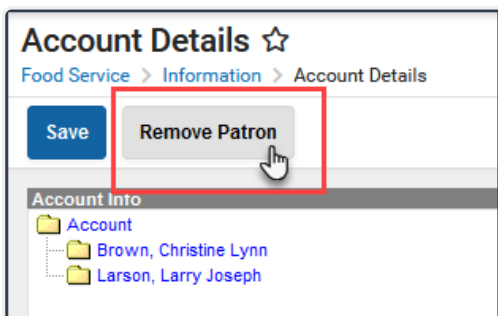 Account Details ☆
Food Service > Information > Account Details
Save Remove Patron
Account Info
Account
Brown, Christine Lynn
Larson, Larry Joseph